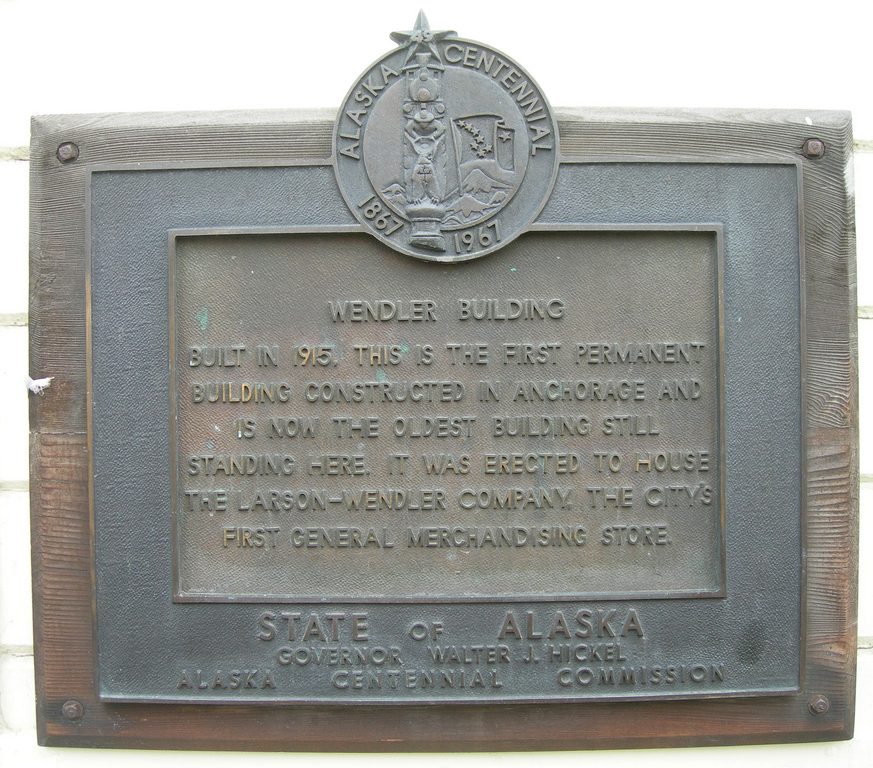 49
ALASKA CENTENNIAL
1867 1967
WENDLER BUILDING
BUILT IN 1915. THIS IS THE FIRST PERMANENT
BUILDING CONSTRUCTED IN ANCHORAGE AND
IS NOW THE OLDEST BUILDING STILL
STANDING HERE. IT WAS ERECTED TO HOUSE
THE LARSON-WENDLER COMPANY, THE CITY'S
FIRST GENERAL MERCHANDISING STORE.
STATE OF ALASKA
GOVERNOR WALTER J. HICKEL
ALASKA CENTENNIAL COMMISSION